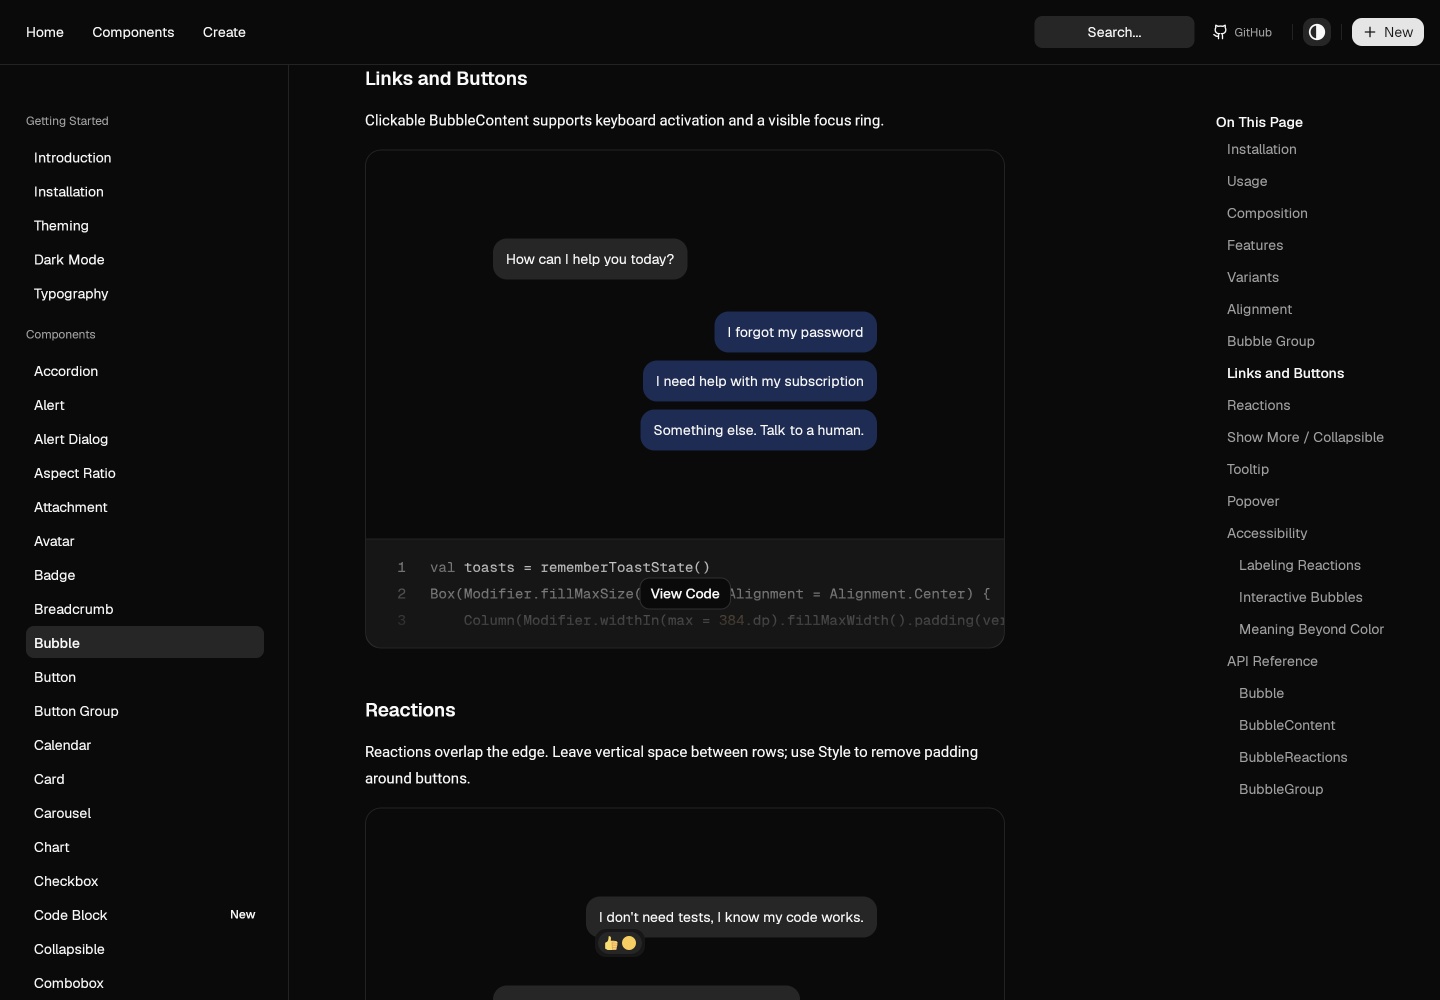 Home
Components
Create
Search...
GitHub
New
Getting Started
Introduction
Installation
Theming
Dark Mode
Typography
Components
Accordion
Alert
Alert Dialog
Aspect Ratio
Attachment
Avatar
Badge
Breadcrumb
Bubble
Button
Button Group
Calendar
Card
Carousel
Chart
Checkbox
Code Block
New
Collapsible
Combobox
Links and Buttons
Clickable BubbleContent supports keyboard activation and a visible focus ring.
How can I help you today?
I forgot my password
I need help with my subscription
Something else. Talk to a human.
1 val toasts = rememberToastState()
2 Box(Modifier.fillMaxSize( Alignment = Alignment.Center) {
View Code
3 Column(Modifier.widthIn(max = 384.dp).fillMaxWidth().padding(ver
Reactions
Reactions overlap the edge. Leave vertical space between rows; use Style to remove padding
around buttons.
I don't need tests, I know my code works.
On This Page
Installation
Usage
Composition
Features
Variants
Alignment
Bubble Group
Links and Buttons
Reactions
Show More / Collapsible
Tooltip
Popover
Accessibility
Labeling Reactions
Interactive Bubbles
Meaning Beyond Color
API Reference
Bubble
BubbleContent
BubbleReactions
BubbleGroup